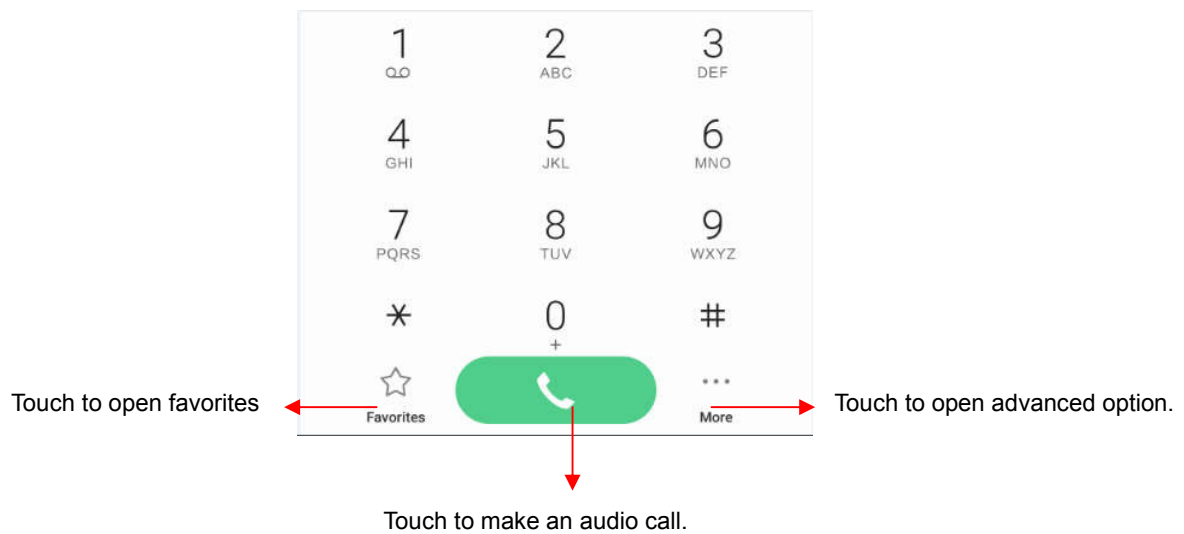 1 2 3
ABC DEF
4 5 6
GHI JKL MNO
7 8 9
PQRS TUV WXYZ
* 0 #
+
Touch to open favorites Favorites More Touch to open advanced option.
Touch to make an audio call.